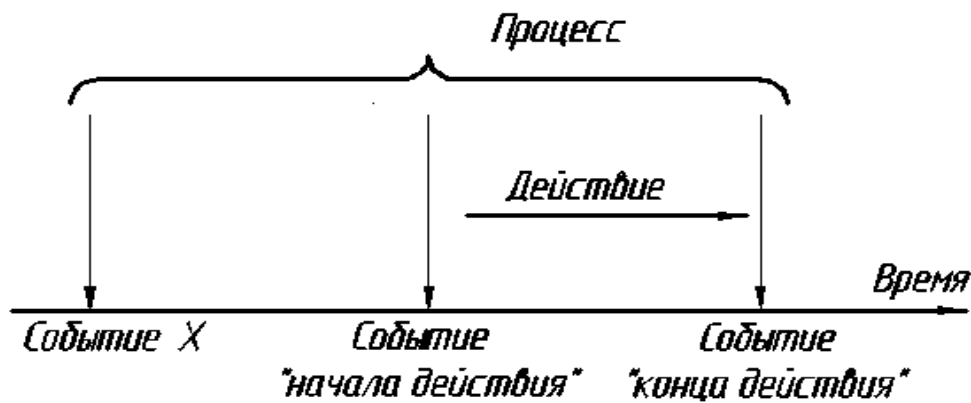 Процесс
Действие
Время
Событие X
Событие
"начала действия"
Событие
"конца действия"